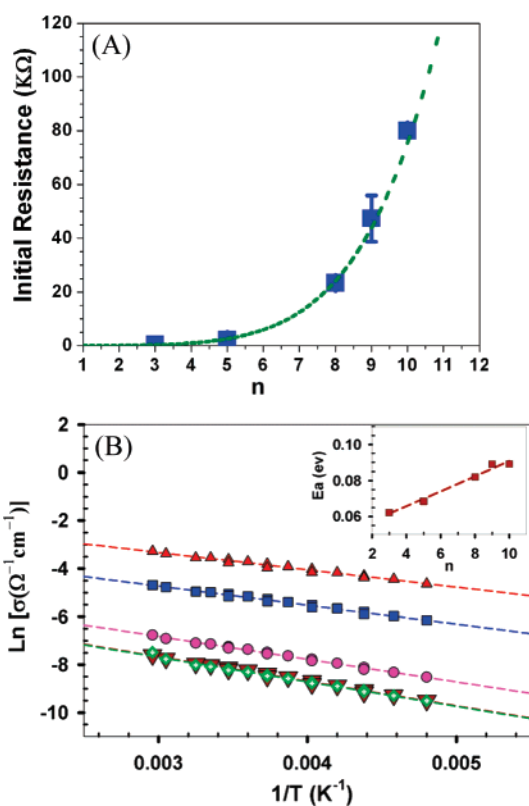 (A)
Initial Resistance (KΩ)
120
100
80
60
40
20
0
1 2 3 4 5 6 7 8 9 10 11 12
n
(B)
Ln [σ(Ω⁻¹cm⁻¹)]
2
0
-2
-4
-6
-8
-10
Ea (ev)
0.10
0.08
0.06
2 4 6 8 10
n
0.003 0.004 0.005
1/T (K⁻¹)